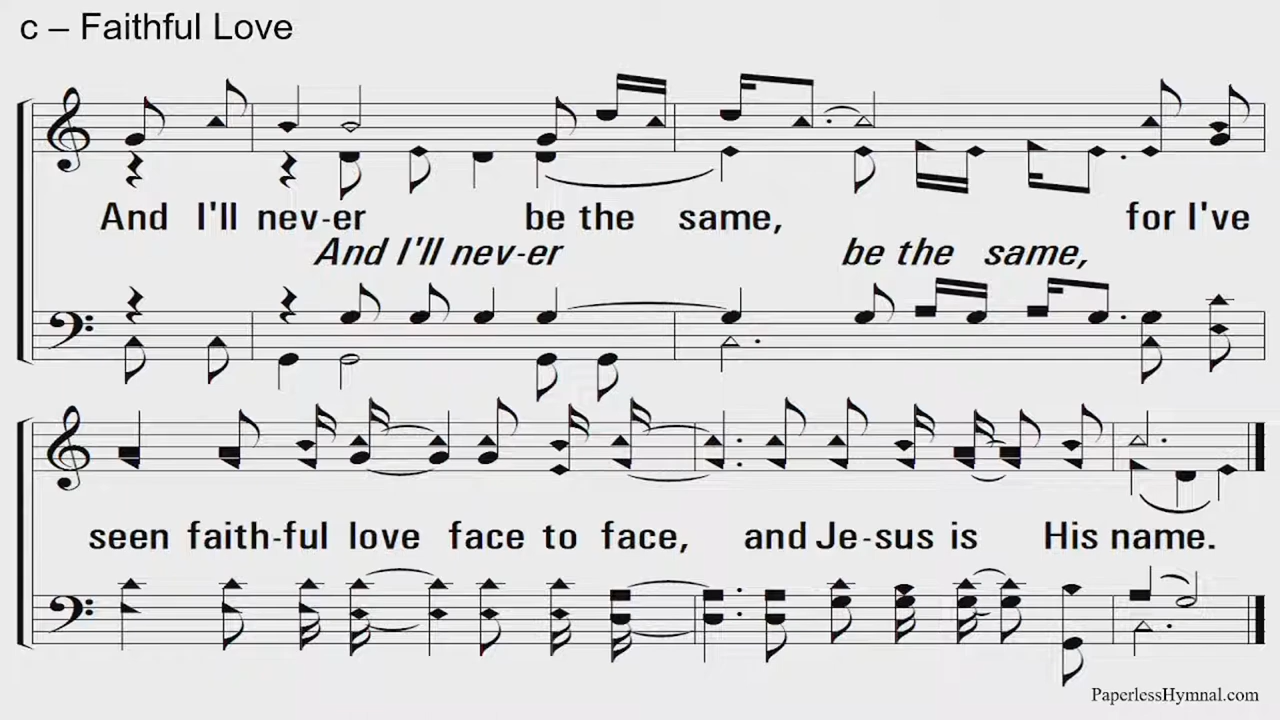 c – Faithful Love
And I'll nev-er be the same, for I've
And I'll nev-er be the same,
seen faith-ful love face to face, and Je-sus is His name.
PaperlessHymnal.com